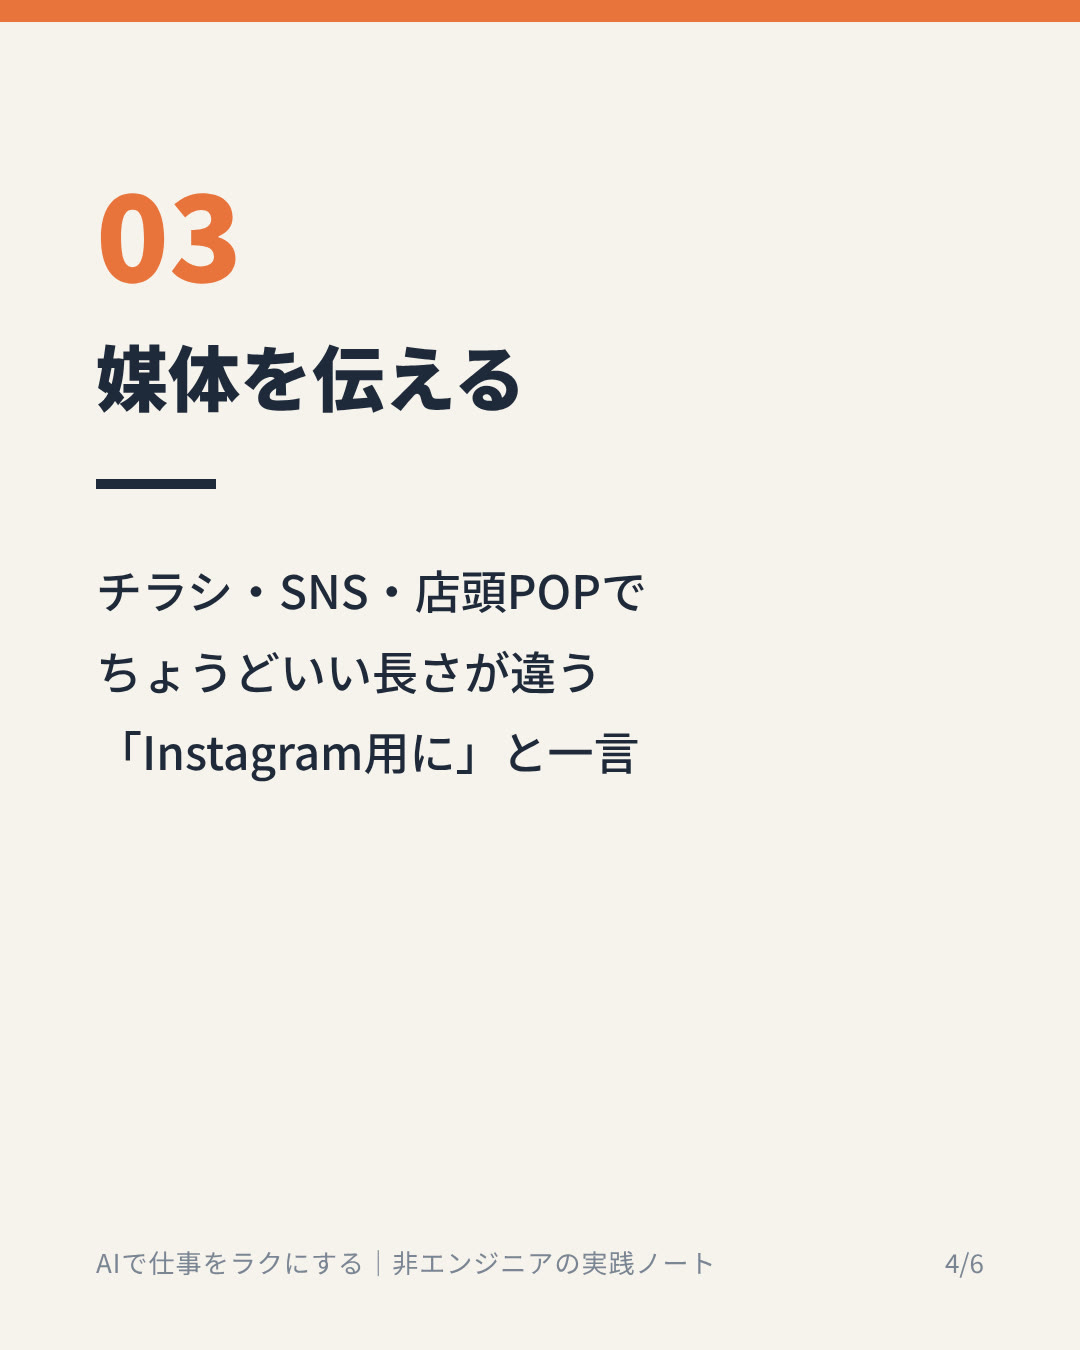 03
媒体を伝える
チラシ・SNS・店頭POPで
ちょうどいい長さが違う
「Instagram用に」と一言
AIで仕事をラクにする｜非エンジニアの実践ノート
4/6